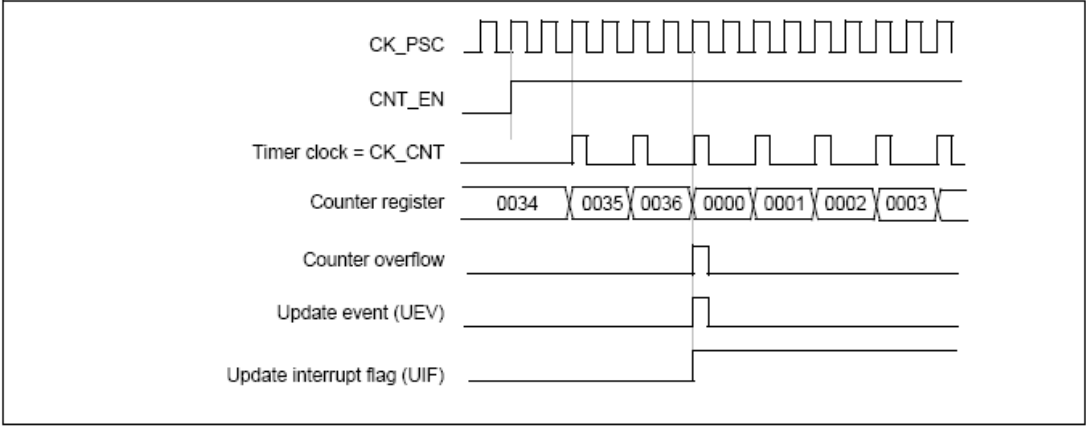 CK_PSC
CNT_EN
Timer clock = CK_CNT
Counter register 0034 0035 0036 0000 0001 0002 0003
Counter overflow
Update event (UEV)
Update interrupt flag (UIF)